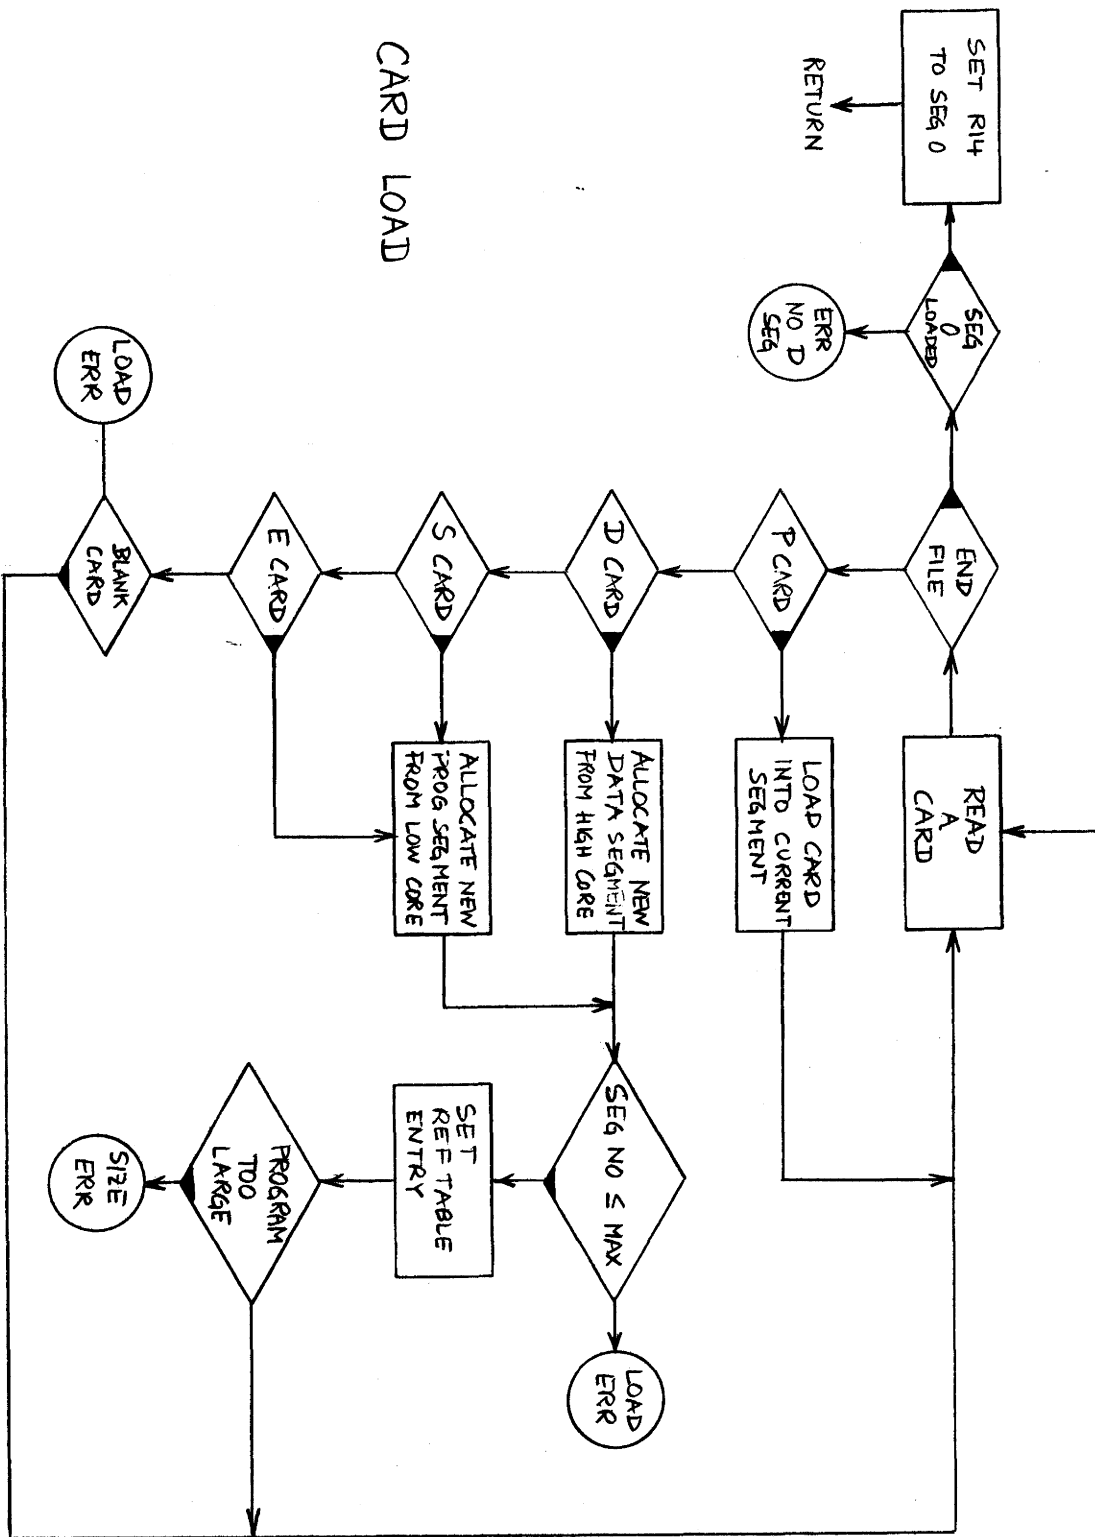 CARD LOAD
SET R14
TO SEG 0
RETURN
SEG
0
LOADED
ERR
NO D
SEG
END
FILE
READ
A
CARD
P CARD
LOAD CARD
INTO CURRENT
SEGMENT
D CARD
ALLOCATE NEW
DATA SEGMENT
FROM HIGH CORE
SEG NO ≤ MAX
LOAD
ERR
S CARD
ALLOCATE NEW
PROG SEGMENT
FROM LOW CORE
SET
REF TABLE
ENTRY
E CARD
PROGRAM
TOO
LARGE
LOAD
ERR
BLANK
CARD
SIZE
ERR